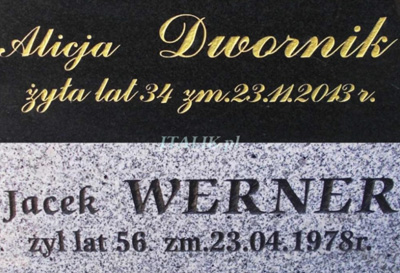 Alicja Dwornik
żyła lat 34 zm.23.11.2013 r.
ITALIK.pl
Jacek WERNER
żył lat 56 zm.23.04.1978r.